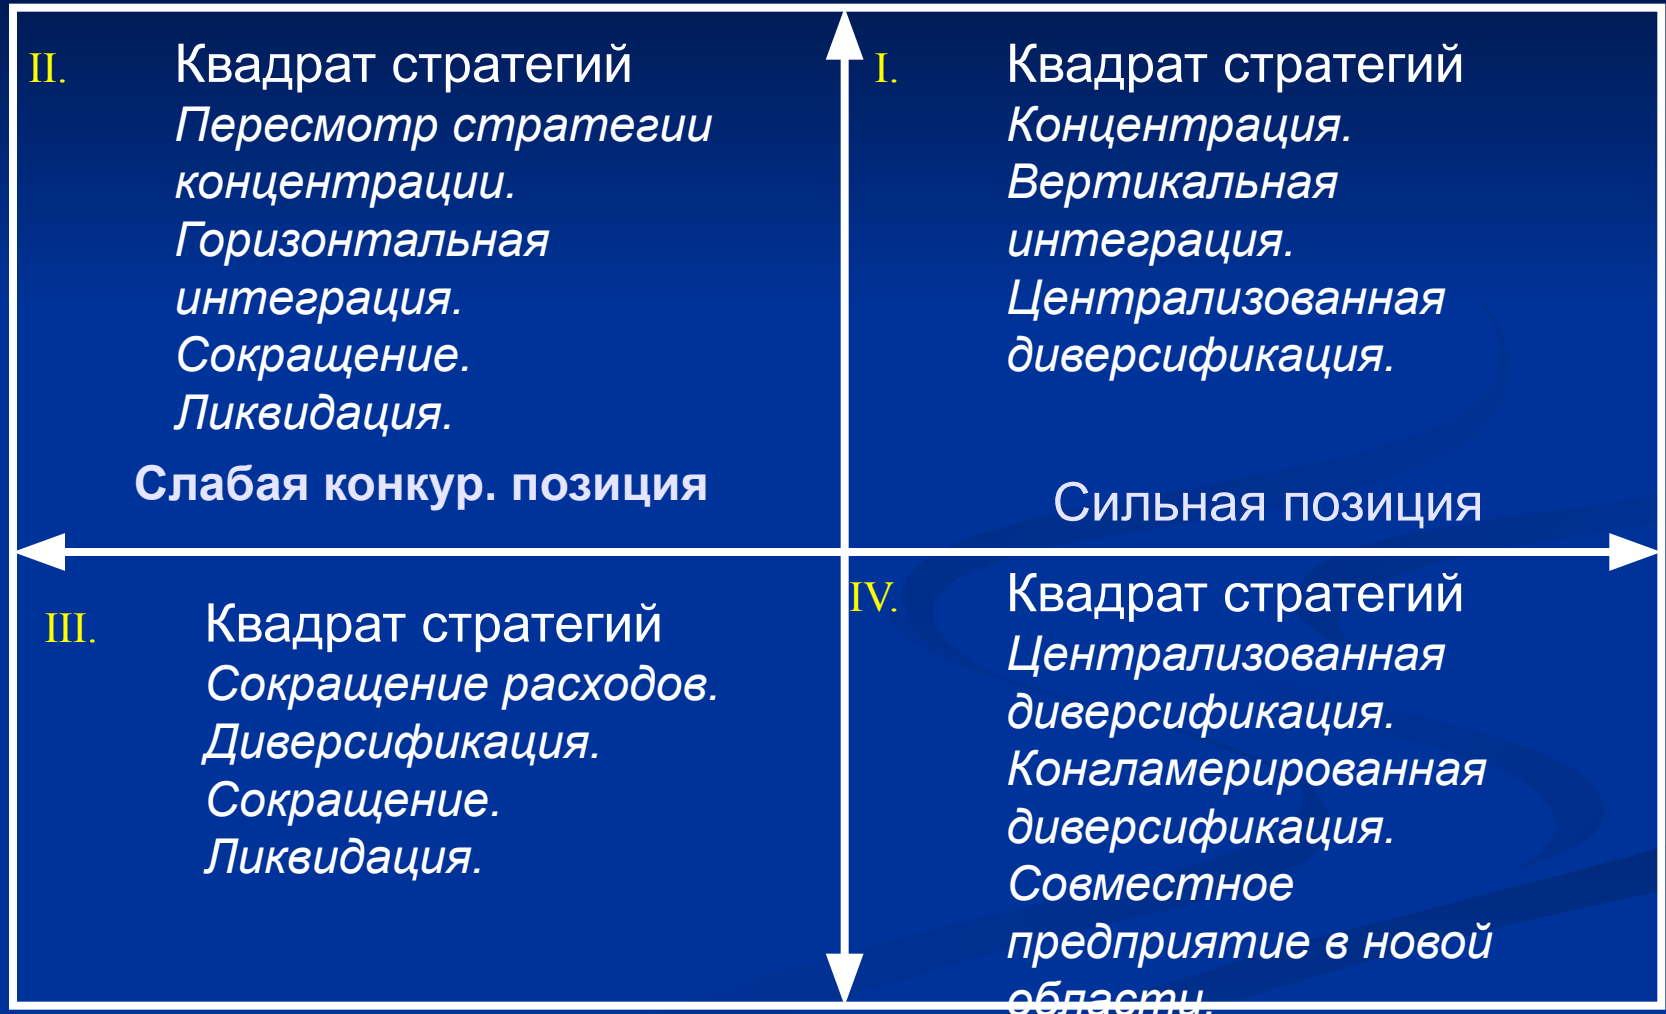 II. Квадрат стратегий
Пересмотр стратегии
концентрации.
Горизонтальная
интеграция.
Сокращение.
Ликвидация.
Слабая конкур. позиция
I. Квадрат стратегий
Концентрация.
Вертикальная
интеграция.
Централизованная
диверсификация.
Сильная позиция
III. Квадрат стратегий
Сокращение расходов.
Диверсификация.
Сокращение.
Ликвидация.
IV. Квадрат стратегий
Централизованная
диверсификация.
Конгламерированная
диверсификация.
Совместное
предприятие в новой
области.